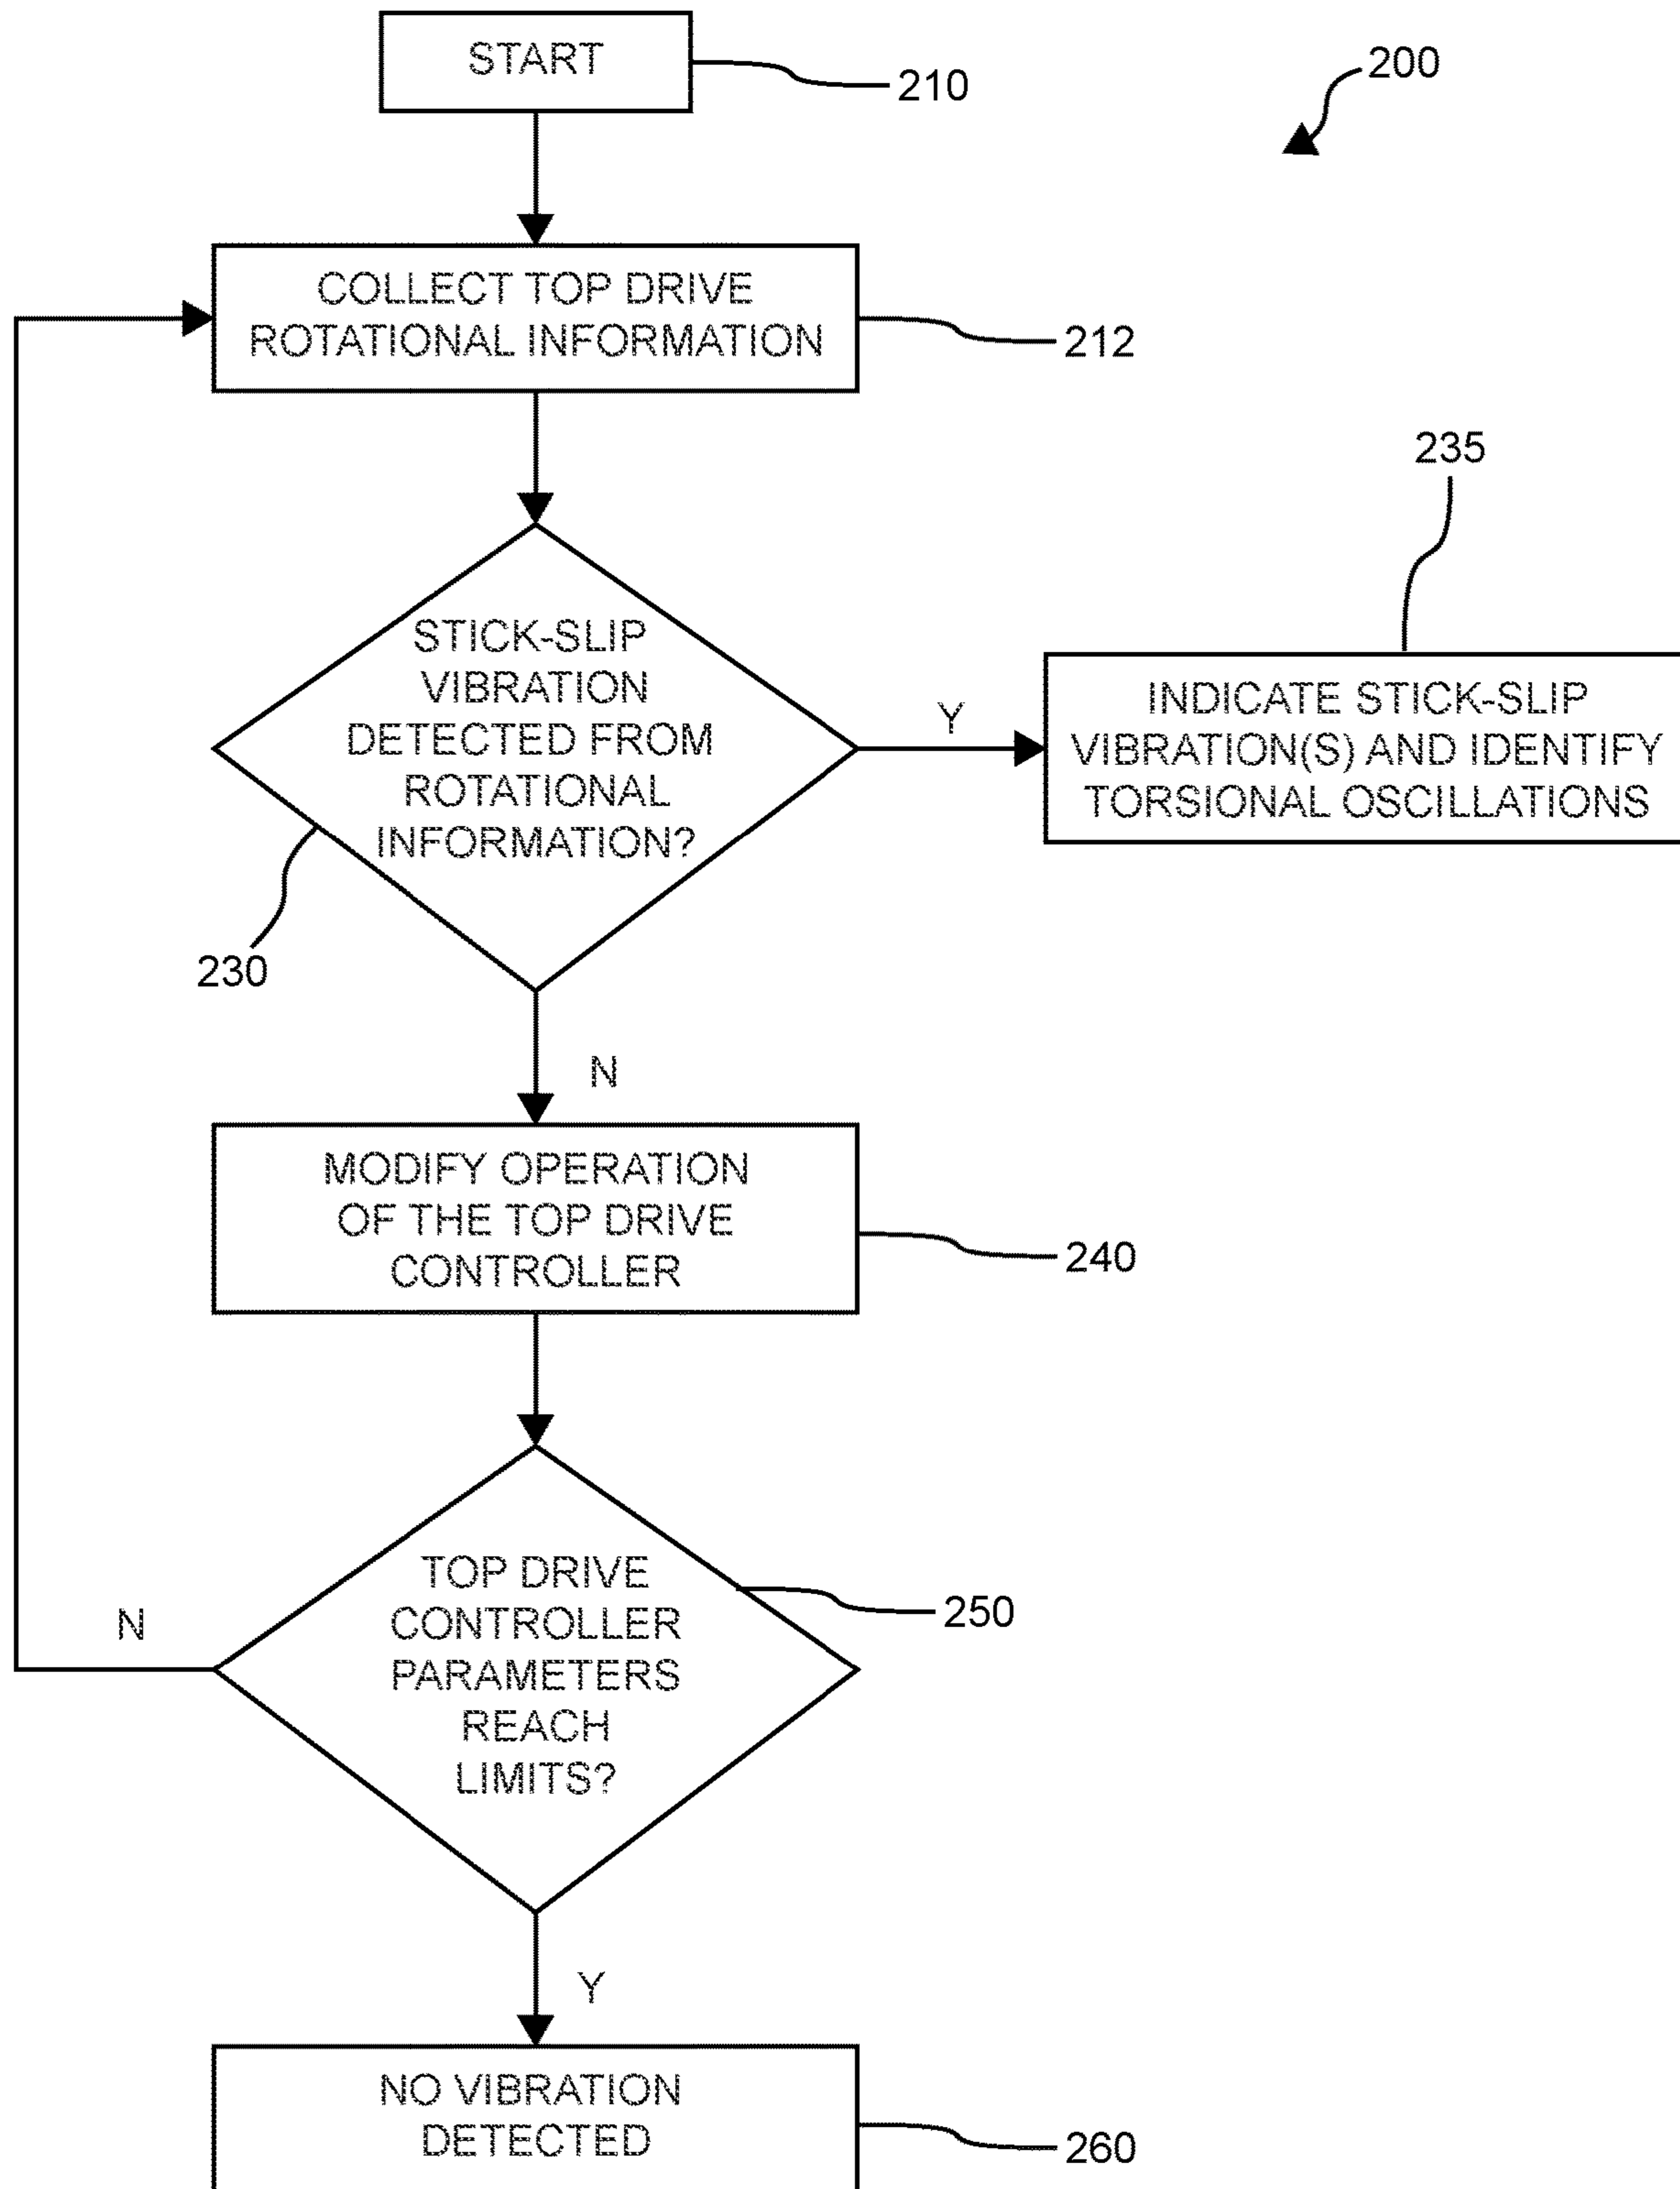 START
210
200
COLLECT TOP DRIVE
ROTATIONAL INFORMATION
212
235
STICK-SLIP
VIBRATION
DETECTED FROM
ROTATIONAL
INFORMATION?
230
Y
INDICATE STICK-SLIP
VIBRATION(S) AND IDENTIFY
TORSIONAL OSCILLATIONS
N
MODIFY OPERATION
OF THE TOP DRIVE
CONTROLLER
240
TOP DRIVE
CONTROLLER
PARAMETERS
REACH
LIMITS?
250
N
Y
NO VIBRATION
DETECTED
260